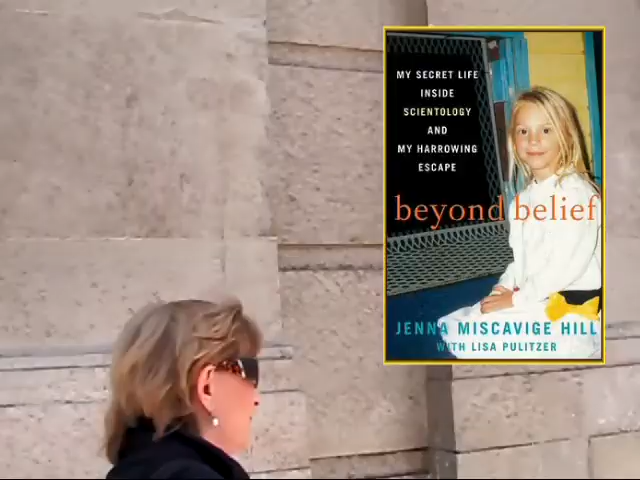 MY SECRET LIFE
INSIDE
SCIENTOLOGY
AND
MY HARROWING
ESCAPE
beyond belief
JENNA MISCAVIGE HILL
WITH LISA PULITZER